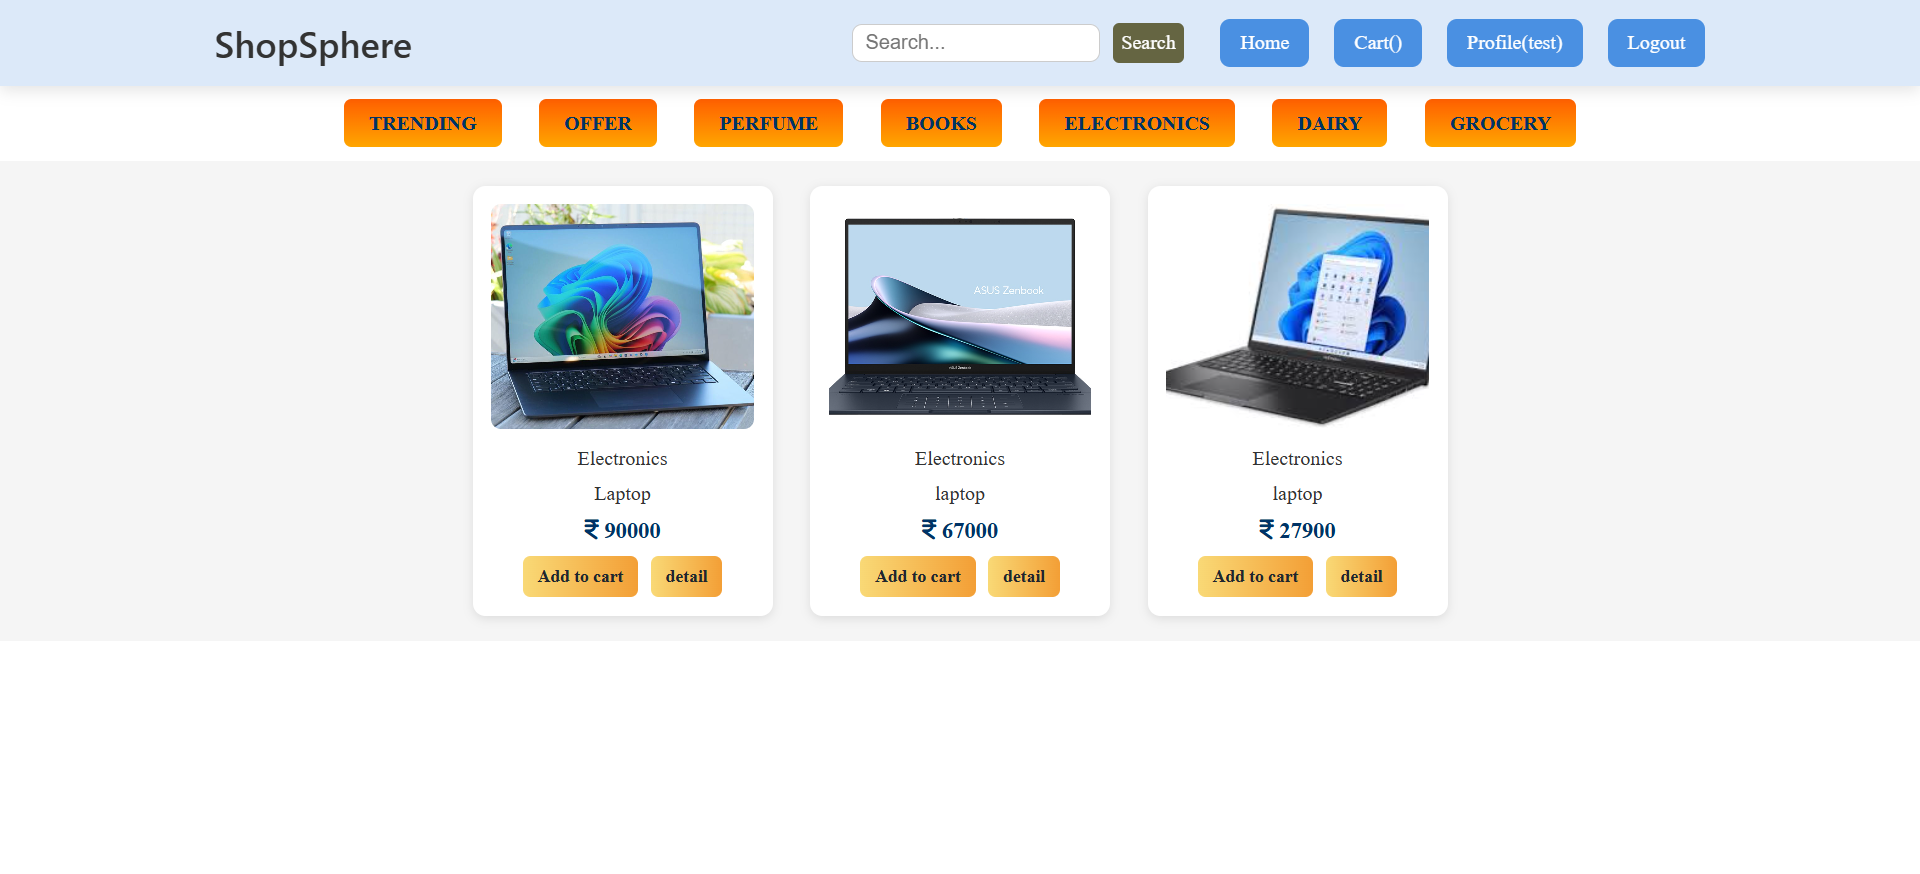 ShopSphere
Search...
Search
Home
Cart()
Profile(test)
Logout
TRENDING
OFFER
PERFUME
BOOKS
ELECTRONICS
DAIRY
GROCERY
ASUS Zenbook
Electronics
Laptop
₹ 90000
Add to cart
detail
Electronics
laptop
₹ 67000
Add to cart
detail
Electronics
laptop
₹ 27900
Add to cart
detail